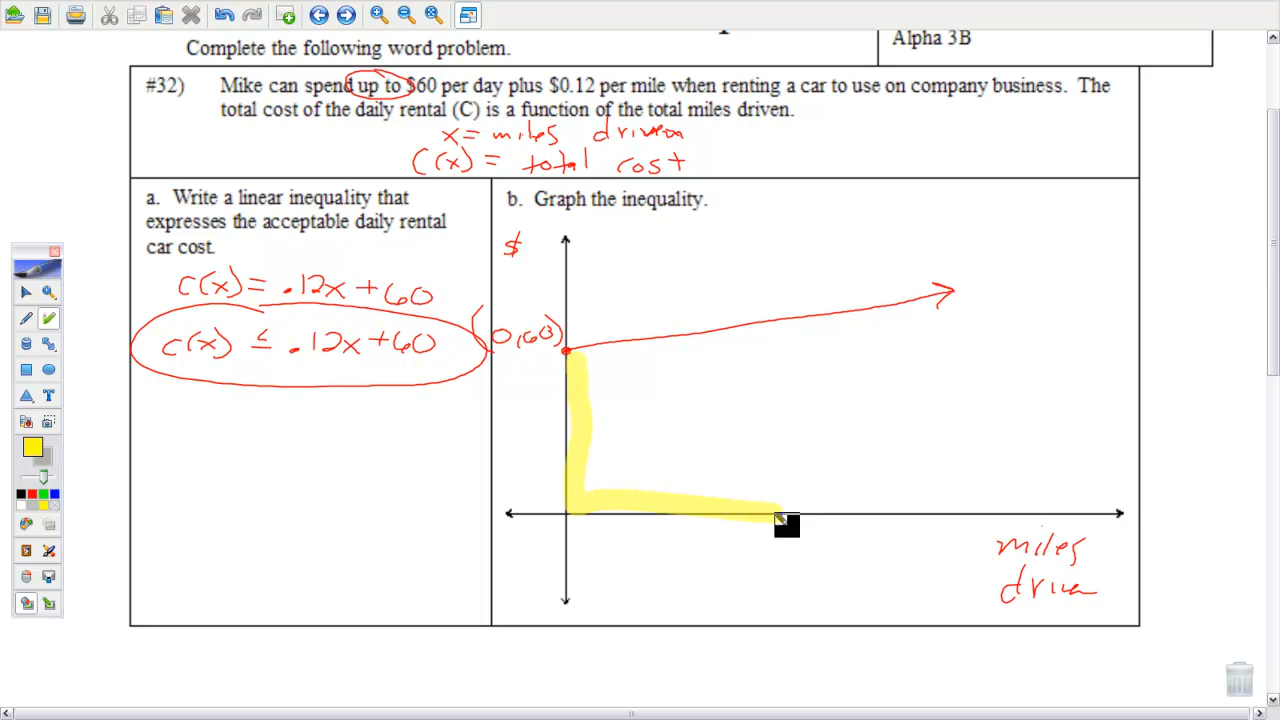 Complete the following word problem.
Alpha 3B
#32) Mike can spend up to $60 per day plus $0.12 per mile when renting a car to use on company business. The
total cost of the daily rental (C) is a function of the total miles driven.
x = miles driven
C(x) = total cost
a. Write a linear inequality that
expresses the acceptable daily rental
car cost.
c(x) = .12x + 60
c(x) ≤ .12x + 60
b. Graph the inequality.
$
(0,60)
miles
driven